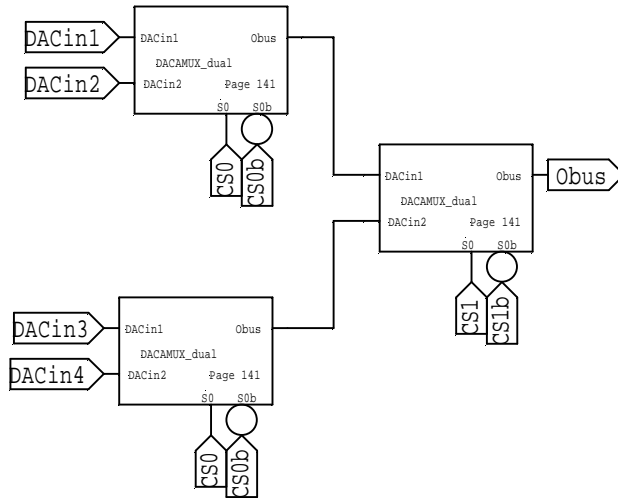 DACin1
DACin1
Obus
DACAMUX_dual
DACin2
DACin2
Page 141
S0
S0b
CS0
CS0b
DACin1
Obus
Obus
DACAMUX_dual
DACin2
Page 141
S0
S0b
CS1
CS1b
DACin3
DACin1
Obus
DACAMUX_dual
DACin4
DACin2
Page 141
S0
S0b
CS0
CS0b